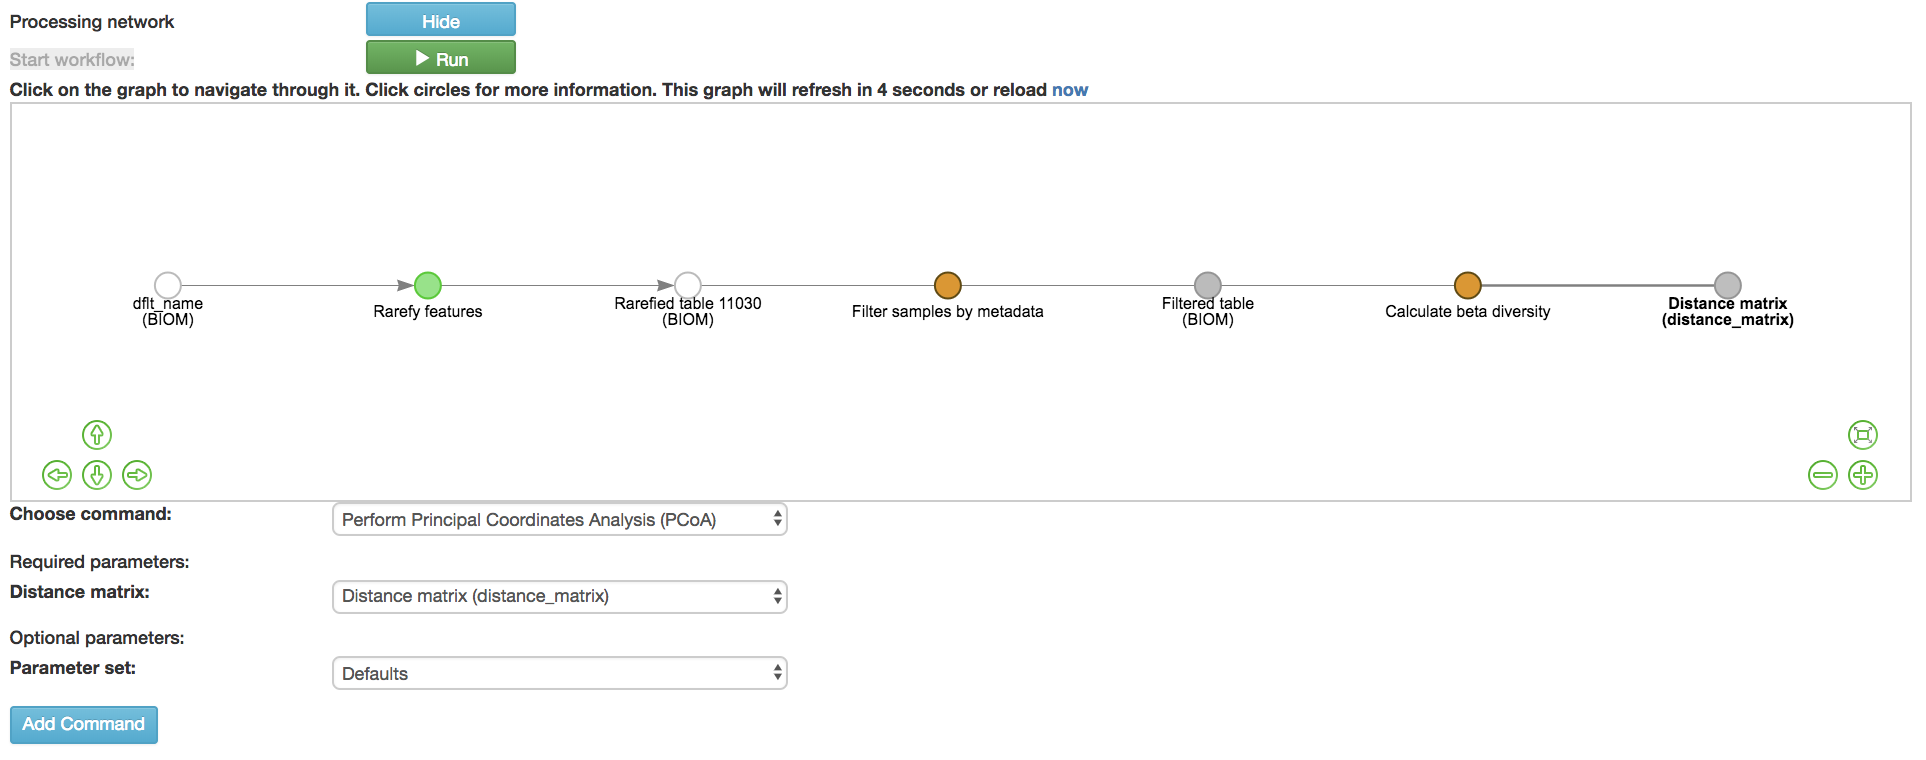 Processing network
Hide
Start workflow:
Run
Click on the graph to navigate through it. Click circles for more information. This graph will refresh in 4 seconds or reload now
dflt_name
(BIOM)
Rarefy features
Rarefied table 11030
(BIOM)
Filter samples by metadata
Filtered table
(BIOM)
Calculate beta diversity
Distance matrix
(distance_matrix)
Choose command:
Perform Principal Coordinates Analysis (PCoA)
Required parameters:
Distance matrix:
Distance matrix (distance_matrix)
Optional parameters:
Parameter set:
Defaults
Add Command